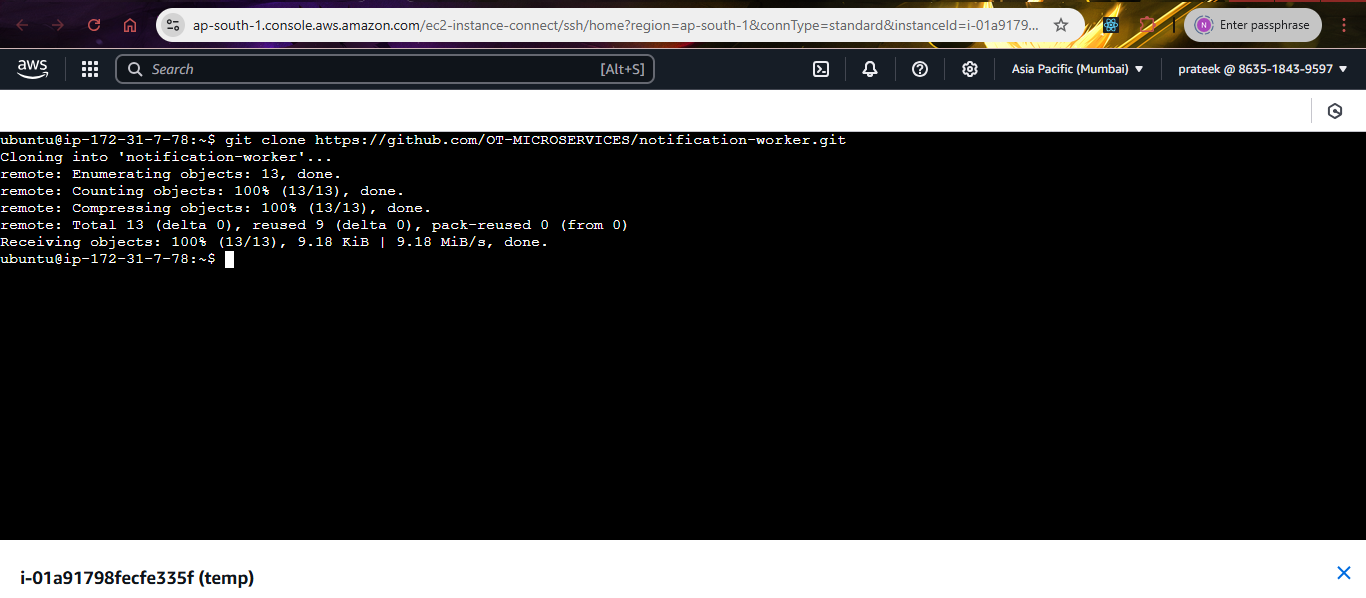 ap-south-1.console.aws.amazon.com/ec2-instance-connect/ssh/home?region=ap-south-1&connType=standard&instanceId=i-01a9179...
N
Enter passphrase
aws
Search
[Alt+S]
Asia Pacific (Mumbai)
prateek @ 8635-1843-9597
ubuntu@ip-172-31-7-78:~$ git clone https://github.com/OT-MICROSERVICES/notification-worker.git
Cloning into 'notification-worker'...
remote: Enumerating objects: 13, done.
remote: Counting objects: 100% (13/13), done.
remote: Compressing objects: 100% (13/13), done.
remote: Total 13 (delta 0), reused 9 (delta 0), pack-reused 0 (from 0)
Receiving objects: 100% (13/13), 9.18 KiB | 9.18 MiB/s, done.
ubuntu@ip-172-31-7-78:~$
i-01a91798fecfe335f (temp)